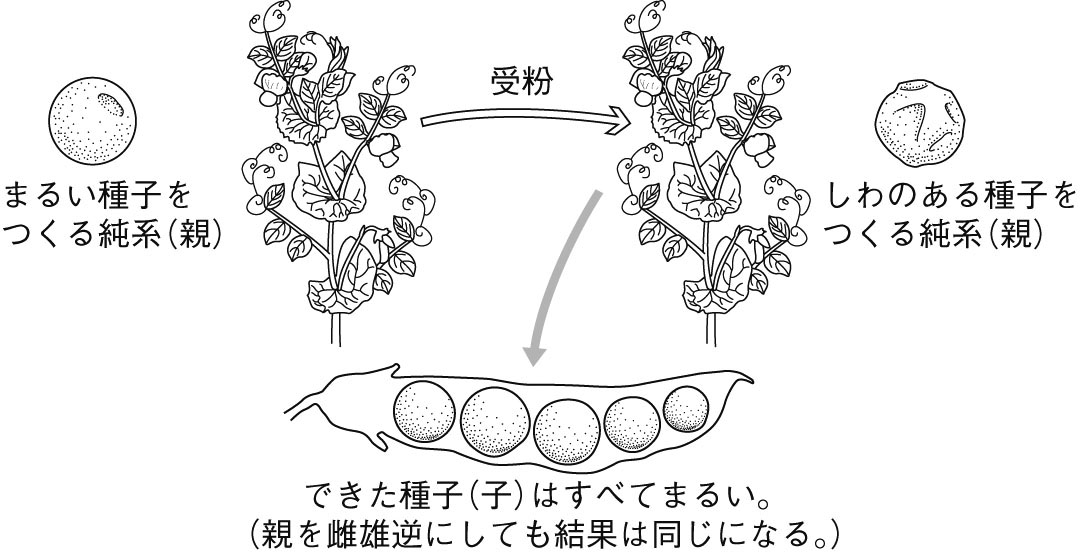 受粉
まるい種子を
つくる純系(親)
しわのある種子を
つくる純系(親)
できた種子(子)はすべてまるい。
(親を雌雄逆にしても結果は同じになる。)